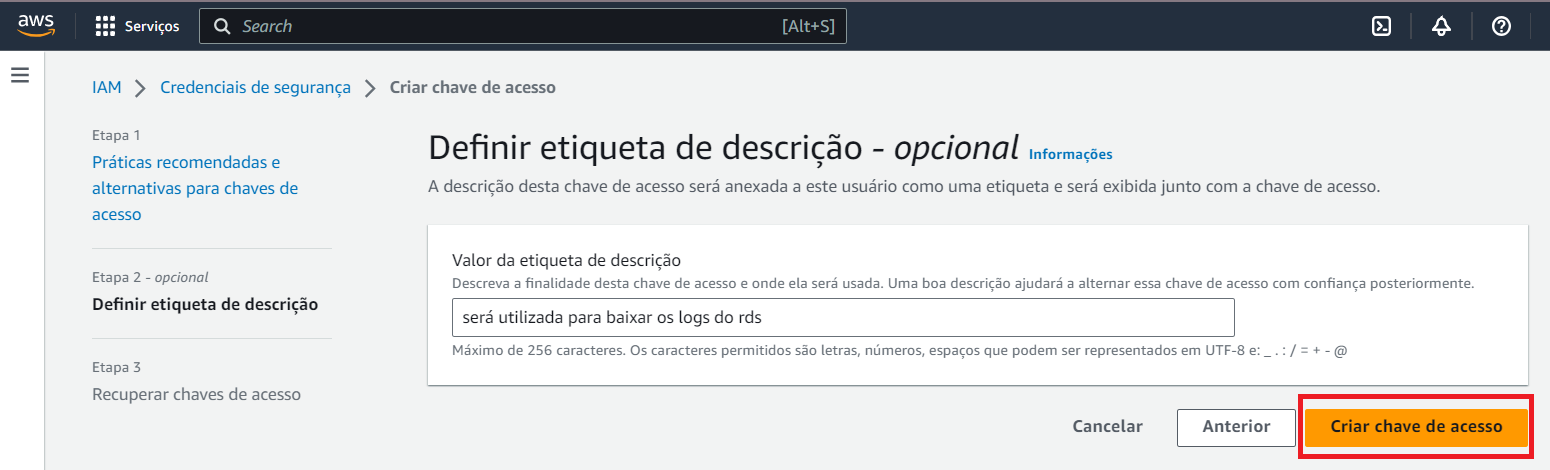 aws
Serviços
Search
[Alt+S]
IAM > Credenciais de segurança > Criar chave de acesso
Etapa 1
Práticas recomendadas e
alternativas para chaves de
acesso
Etapa 2 - opcional
Definir etiqueta de descrição
Etapa 3
Recuperar chaves de acesso
Definir etiqueta de descrição - opcional Informações
A descrição desta chave de acesso será anexada a este usuário como uma etiqueta e será exibida junto com a chave de acesso.
Valor da etiqueta de descrição
Descreva a finalidade desta chave de acesso e onde ela será usada. Uma boa descrição ajudará a alternar essa chave de acesso com confiança posteriormente.
será utilizada para baixar os logs do rds
Máximo de 256 caracteres. Os caracteres permitidos são letras, números, espaços que podem ser representados em UTF-8 e: _ . : / = + - @
Cancelar
Anterior
Criar chave de acesso